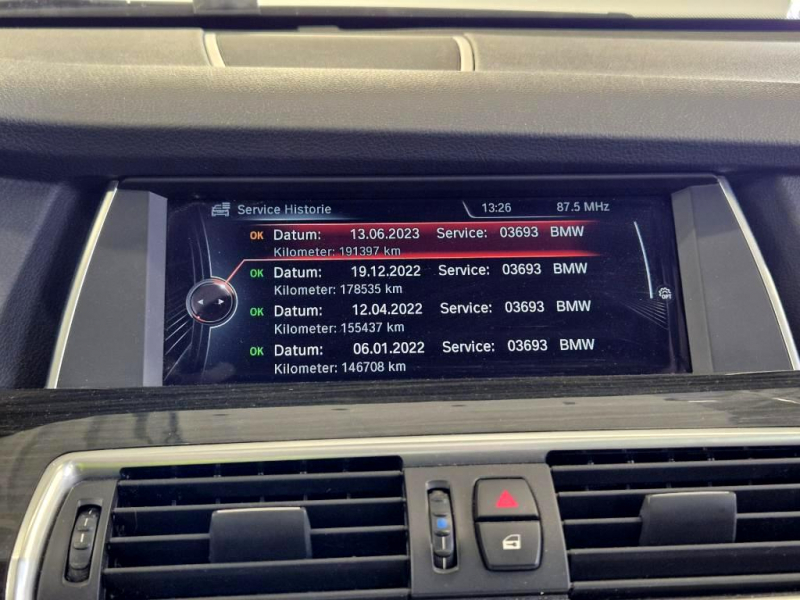 Service Historie 13:26 87.5 MHz
OK Datum: 13.06.2023 Service: 03693 BMW
Kilometer: 191397 km
OK Datum: 19.12.2022 Service: 03693 BMW
Kilometer: 178535 km
OK Datum: 12.04.2022 Service: 03693 BMW
Kilometer: 155437 km
OK Datum: 06.01.2022 Service: 03693 BMW
Kilometer: 146708 km
OPT